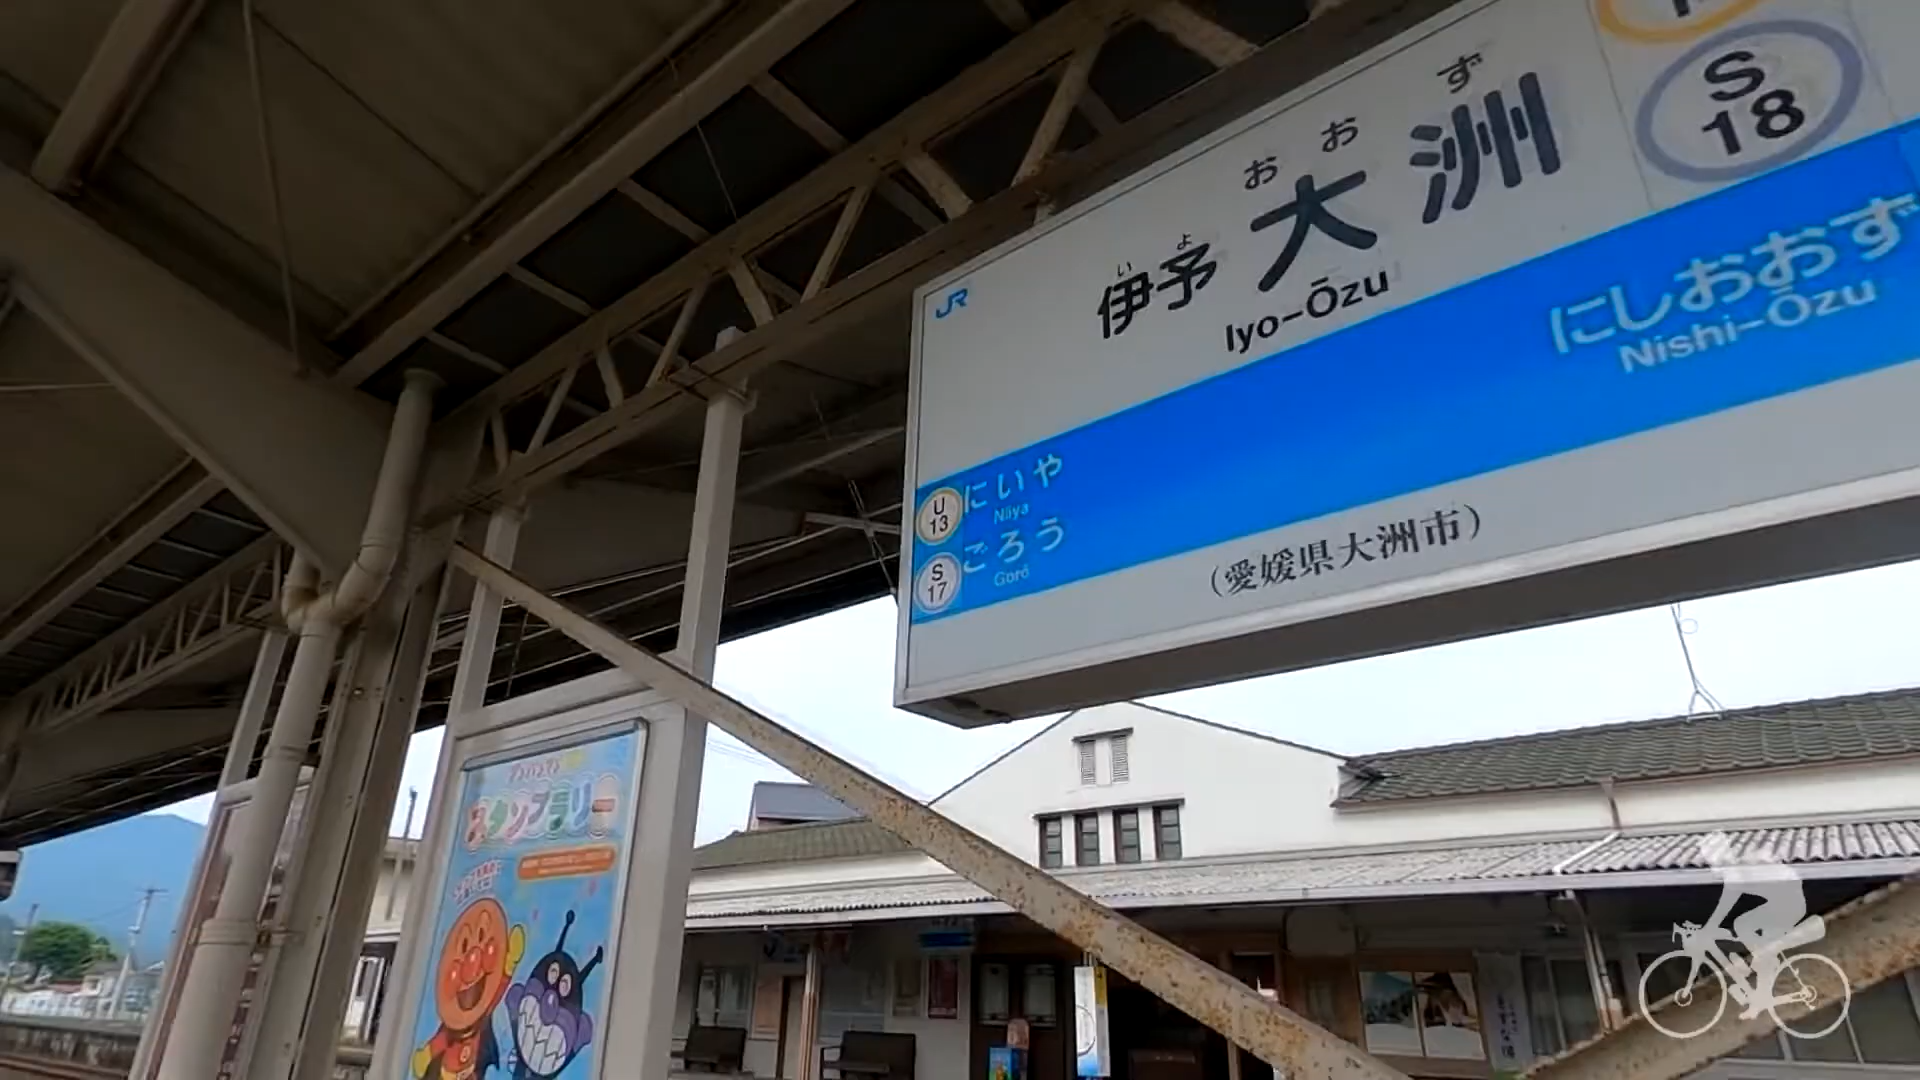 JR
いよ おおず
伊予大洲
Iyo-Ōzu
S
18
にしおおず
Nishi-Ōzu
U
13
にいや
Niiya
S
17
ごろう
Gorō
(愛媛県大洲市)
スタンプラリー